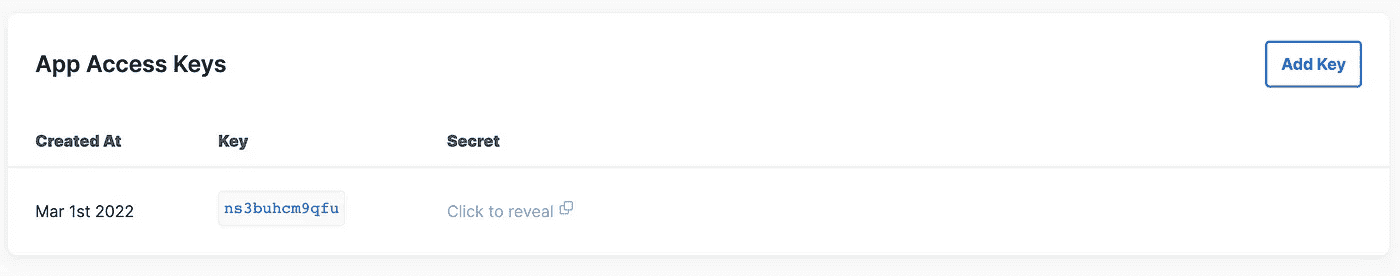 App Access Keys
Add Key
Created At Key Secret
Mar 1st 2022 ns3buhcm9qfu Click to reveal